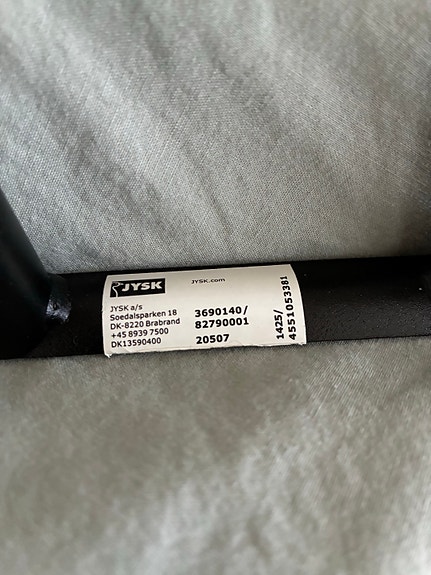 JYSK
JYSK.com
JYSK a/s
Soedalsparken 18
DK-8220 Brabrand
+45 8939 7500
DK13590400
3690140/
82790001
20507
1425/
4551053381